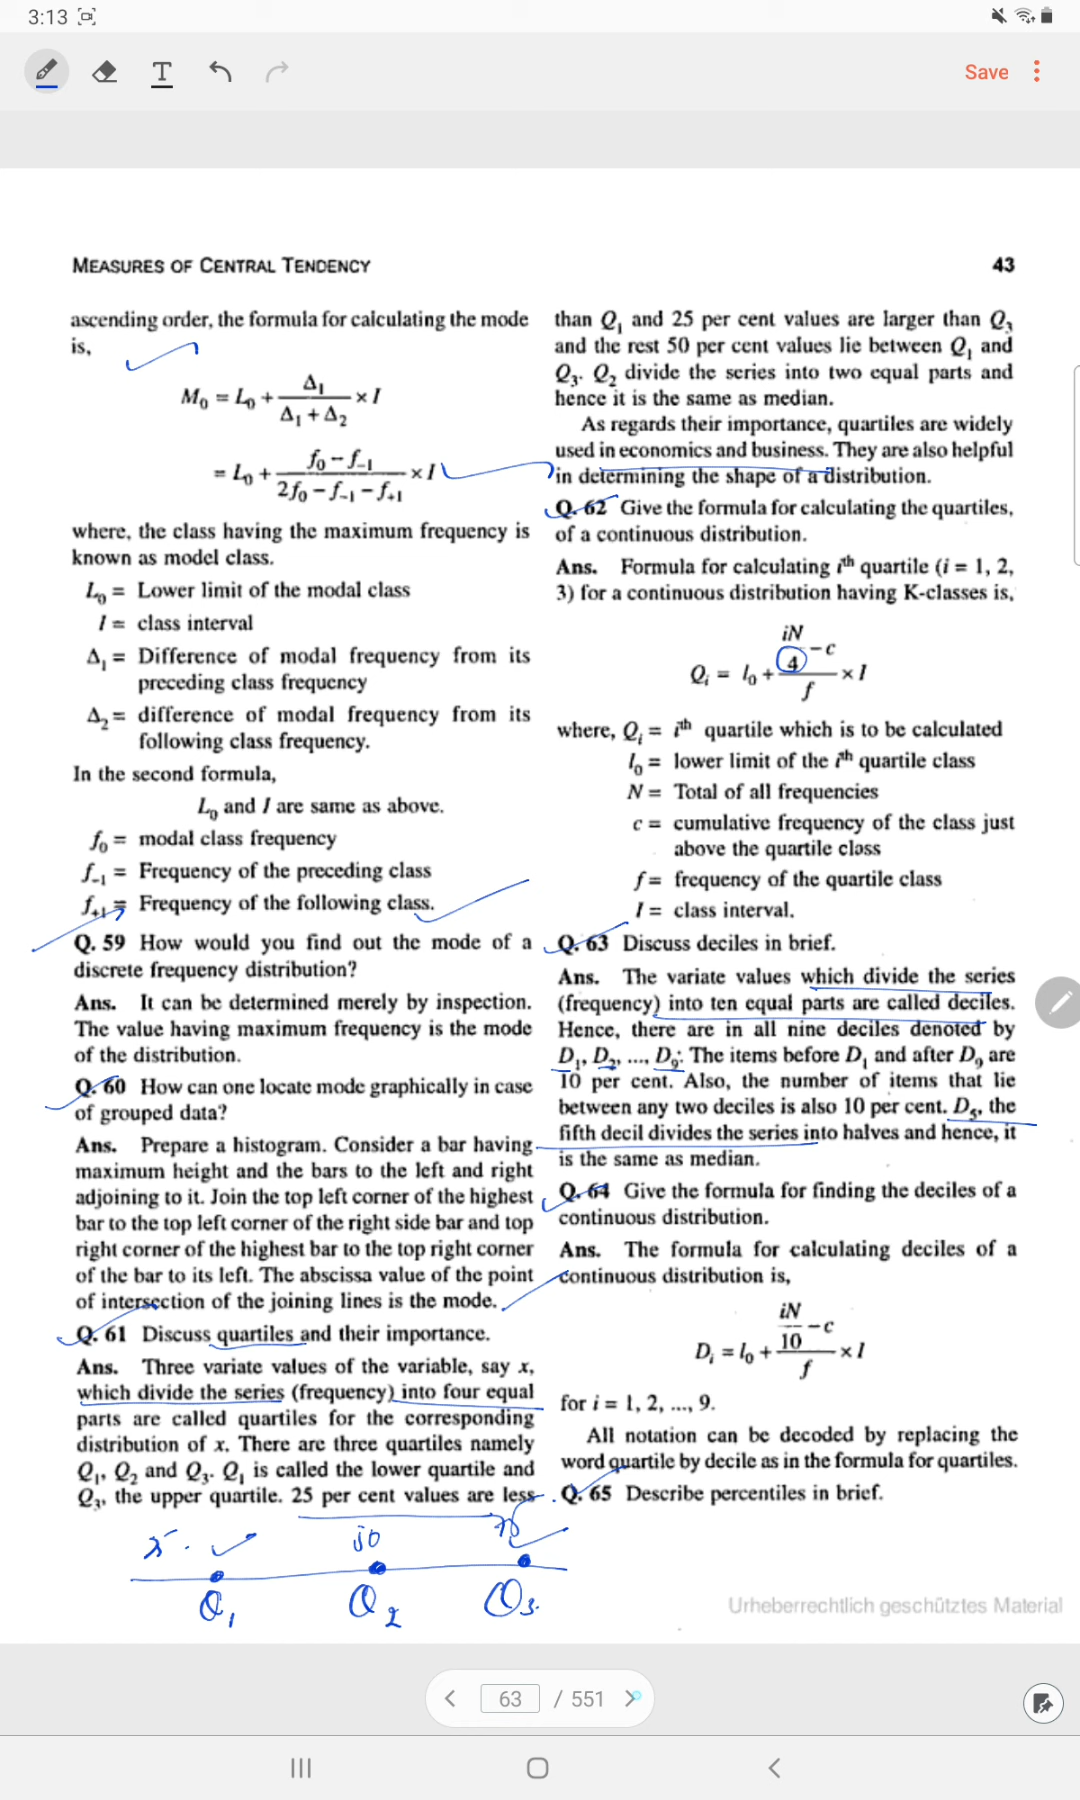 3:13
Save
MEASURES OF CENTRAL TENDENCY
43
ascending order, the formula for calculating the mode
is,
M₀ = L₀ + Δ₁ / (Δ₁ + Δ₂) × I
= L₀ + (f₀ − f₋₁) / (2f₀ − f₋₁ − f₊₁) × I
where, the class having the maximum frequency is
known as model class.
L₀ = Lower limit of the modal class
I = class interval
Δ₁ = Difference of modal frequency from its
preceding class frequency
Δ₂ = difference of modal frequency from its
following class frequency.
In the second formula,
L₀ and I are same as above.
f₀ = modal class frequency
f₋₁ = Frequency of the preceding class
f₊₁ = Frequency of the following class.
Q. 59 How would you find out the mode of a
discrete frequency distribution?
Ans. It can be determined merely by inspection.
The value having maximum frequency is the mode
of the distribution.
Q. 60 How can one locate mode graphically in case
of grouped data?
Ans. Prepare a histogram. Consider a bar having
maximum height and the bars to the left and right
adjoining to it. Join the top left corner of the highest
bar to the top left corner of the right side bar and top
right corner of the highest bar to the top right corner
of the bar to its left. The abscissa value of the point
of intersection of the joining lines is the mode.
Q. 61 Discuss quartiles and their importance.
Ans. Three variate values of the variable, say x,
which divide the series (frequency) into four equal
parts are called quartiles for the corresponding
distribution of x. There are three quartiles namely
Q₁, Q₂ and Q₃. Q₁ is called the lower quartile and
Q₃, the upper quartile. 25 per cent values are less
50
Q₁ Q₂ Q₃.
than Q₁ and 25 per cent values are larger than Q₃
and the rest 50 per cent values lie between Q₁ and
Q₃. Q₂ divide the series into two equal parts and
hence it is the same as median.
As regards their importance, quartiles are widely
used in economics and business. They are also helpful
in determining the shape of a distribution.
Q. 62 Give the formula for calculating the quartiles,
of a continuous distribution.
Ans. Formula for calculating iᵗʰ quartile (i = 1, 2,
3) for a continuous distribution having K-classes is,
Qᵢ = l₀ + (iN/4 − c) / f × I
where, Qᵢ = iᵗʰ quartile which is to be calculated
l₀ = lower limit of the iᵗʰ quartile class
N = Total of all frequencies
c = cumulative frequency of the class just
above the quartile class
f = frequency of the quartile class
I = class interval.
Q. 63 Discuss deciles in brief.
Ans. The variate values which divide the series
(frequency) into ten equal parts are called deciles.
Hence, there are in all nine deciles denoted by
D₁, D₂, ..., D₉. The items before D₁ and after D₉ are
10 per cent. Also, the number of items that lie
between any two deciles is also 10 per cent. D₅, the
fifth decil divides the series into halves and hence, it
is the same as median.
Q. 64 Give the formula for finding the deciles of a
continuous distribution.
Ans. The formula for calculating deciles of a
continuous distribution is,
Dᵢ = l₀ + (iN/10 − c) / f × I
for i = 1, 2, ..., 9.
All notation can be decoded by replacing the
word quartile by decile as in the formula for quartiles.
Q. 65 Describe percentiles in brief.
Urheberrechtlich geschütztes Material
63 / 551